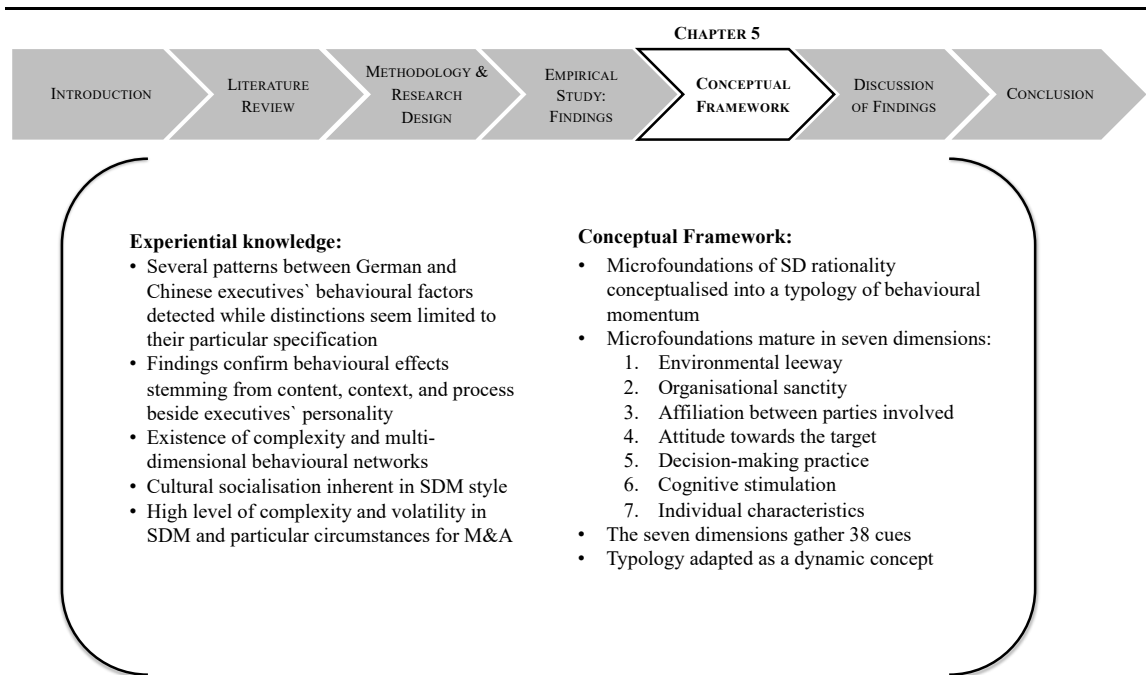 CHAPTER 5
INTRODUCTION
LITERATURE
REVIEW
METHODOLOGY &
RESEARCH
DESIGN
EMPIRICAL
STUDY:
FINDINGS
CONCEPTUAL
FRAMEWORK
DISCUSSION
OF FINDINGS
CONCLUSION
Experiential knowledge:
• Several patterns between German and
Chinese executives` behavioural factors
detected while distinctions seem limited to
their particular specification
• Findings confirm behavioural effects
stemming from content, context, and process
beside executives` personality
• Existence of complexity and multi-
dimensional behavioural networks
• Cultural socialisation inherent in SDM style
• High level of complexity and volatility in
SDM and particular circumstances for M&A
Conceptual Framework:
• Microfoundations of SD rationality
conceptualised into a typology of behavioural
momentum
• Microfoundations mature in seven dimensions:
1. Environmental leeway
2. Organisational sanctity
3. Affiliation between parties involved
4. Attitude towards the target
5. Decision-making practice
6. Cognitive stimulation
7. Individual characteristics
• The seven dimensions gather 38 cues
• Typology adapted as a dynamic concept